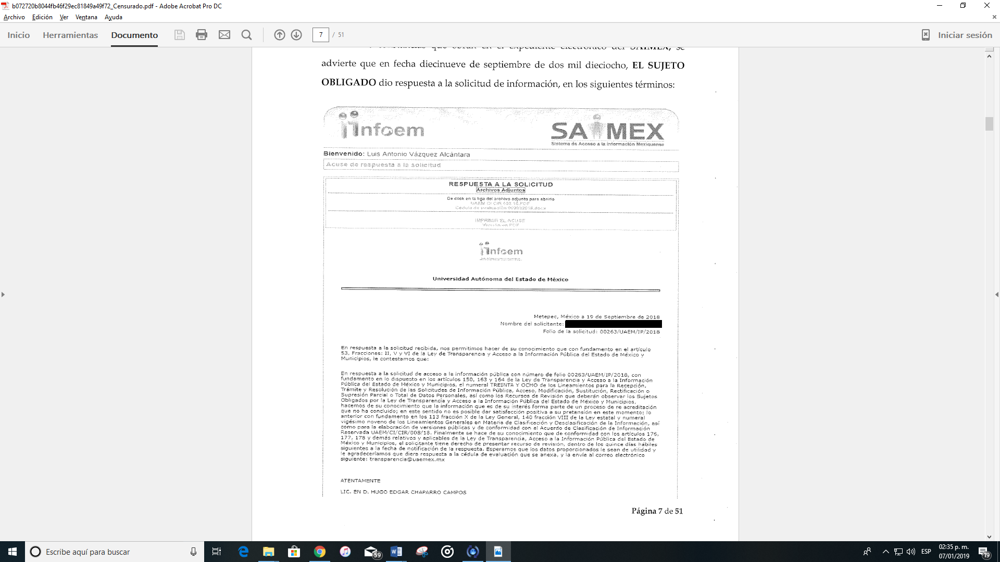 b072720b8044fb46f29ec81849a49f72_Censurado.pdf - Adobe Acrobat Pro DC
Archivo Edición Ver Ventana Ayuda
Inicio Herramientas Documento 7 / 51 Iniciar sesión
que obran en el expediente electrónico del SAIMEX, se
advierte que en fecha diecinueve de septiembre de dos mil dieciocho, EL SUJETO
OBLIGADO dio respuesta a la solicitud de información, en los siguientes términos:
infoem
SAIMEX
Sistema de Acceso a la Información Mexiquense
Bienvenido: Luis Antonio Vázquez Alcántara
Acuse de respuesta a la solicitud
RESPUESTA A LA SOLICITUD
Archivos Adjuntos
De click en la liga del archivo adjunto para abrirlo
Cédula de evaluación 002632018.docx
IMPRIMIR EL ACUSE
Versión en PDF
infoem
Universidad Autónoma del Estado de México
Metepec, México a 19 de Septiembre de 2018
Nombre del solicitante:
Folio de la solicitud: 00263/UAEM/IP/2018
En respuesta a la solicitud recibida, nos permitimos hacer de su conocimiento que con fundamento en el artículo
53, Fracciones: II, V y VI de la Ley de Transparencia y Acceso a la Información Pública del Estado de México y
Municipios, le contestamos que:
En respuesta a la solicitud de acceso a la información pública con número de folio 00263/UAEM/IP/2018, con
fundamento en lo dispuesto en los artículos 150, 163 y 164 de la Ley de Transparencia y Acceso a la Información
Pública del Estado de México y Municipios, el numeral TREINTA Y OCHO de los Lineamientos para la Recepción,
Trámite y Resolución de las Solicitudes de Información Pública, Acceso, Modificación, Sustitución, Rectificación o
Supresión Parcial o Total de Datos Personales, así como los Recursos de Revisión que deberán observar los Sujetos
Obligados por la Ley de Transparencia y Acceso a la Información Pública del Estado de México y Municipios,
hacemos de su conocimiento que la información que es de su interés forma parte de un proceso de re acreditación
que no ha concluido; en este sentido no es posible dar satisfacción positiva a su pretensión en este momento; lo
anterior con fundamento en los 113 fracción X de la Ley General, 140 fracción VIII de la Ley estatal y numeral
vigésimo noveno de los Lineamientos Generales en Materia de Clasificación y Desclasificación de la Información, así
como para la elaboración de versiones públicas y de conformidad con el Acuerdo de Clasificación de Información
Reservada UAEM/CI/CIR/008/18. Finalmente se hace de su conocimiento que de conformidad con los artículos 176,
177, 178 y demás relativos y aplicables de la Ley de Transparencia, Acceso a la Información Pública del Estado de
México y Municipios, el solicitante tiene derecho de presentar recurso de revisión, dentro de los quince días hábiles
siguientes a la fecha de notificación de la respuesta. Esperamos que los datos proporcionados le sean de utilidad y
le agradeceríamos que diera respuesta a la cédula de evaluación que se anexa, y la envíe al correo electrónico
siguiente: transparencia@uaemex.mx
ATENTAMENTE
LIC. EN D. HUGO EDGAR CHAPARRO CAMPOS
Página 7 de 51
Escribe aquí para buscar
59
ESP
02:35 p. m.
07/01/2019
19